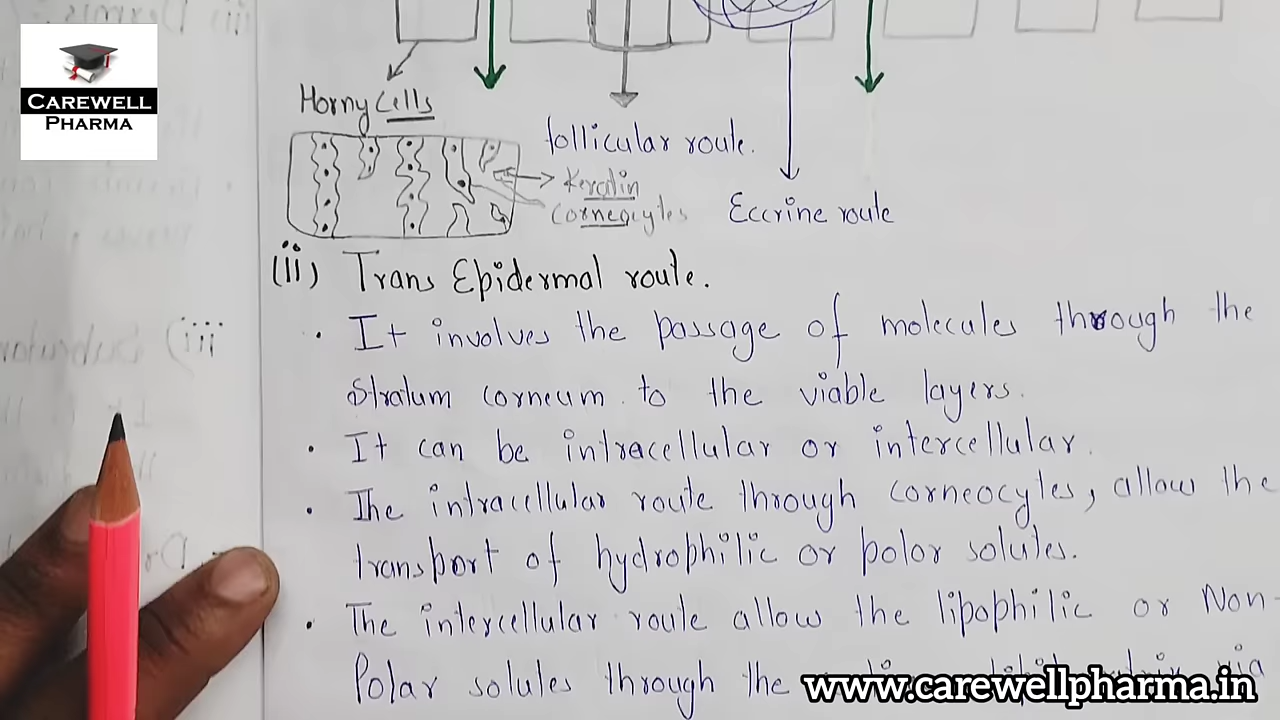 CAREWELL
PHARMA
Horny Cells
follicular route.
Keratin
Corneocytes
Eccrine route
(ii) Trans Epidermal route.
• It involves the passage of molecules through the
Stratum corneum to the viable layers.
• It can be intracellular or intercellular.
• The intracellular route through corneocytes, allow the
transport of hydrophilic or polor solutes.
• The intercellular route allow the lipophilic or Non-
Polar solutes through the
www.carewellpharma.in